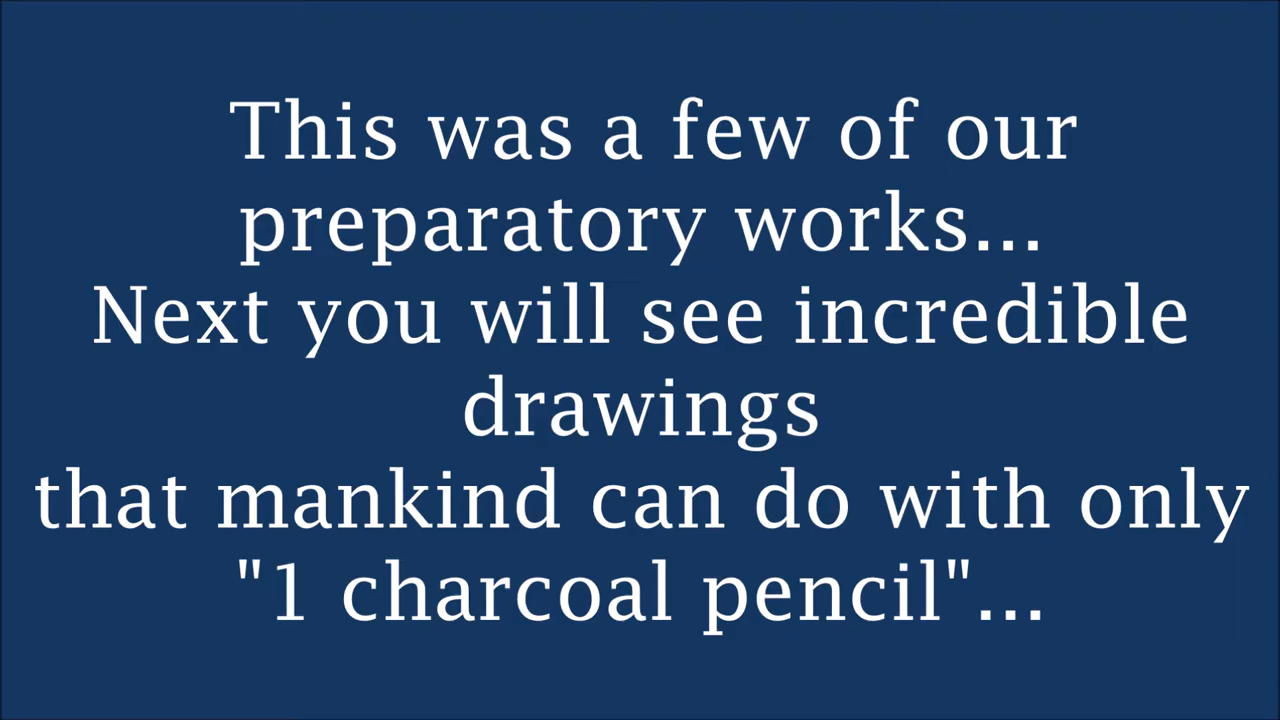 This was a few of our
preparatory works...
Next you will see incredible
drawings
that mankind can do with only
"1 charcoal pencil"...